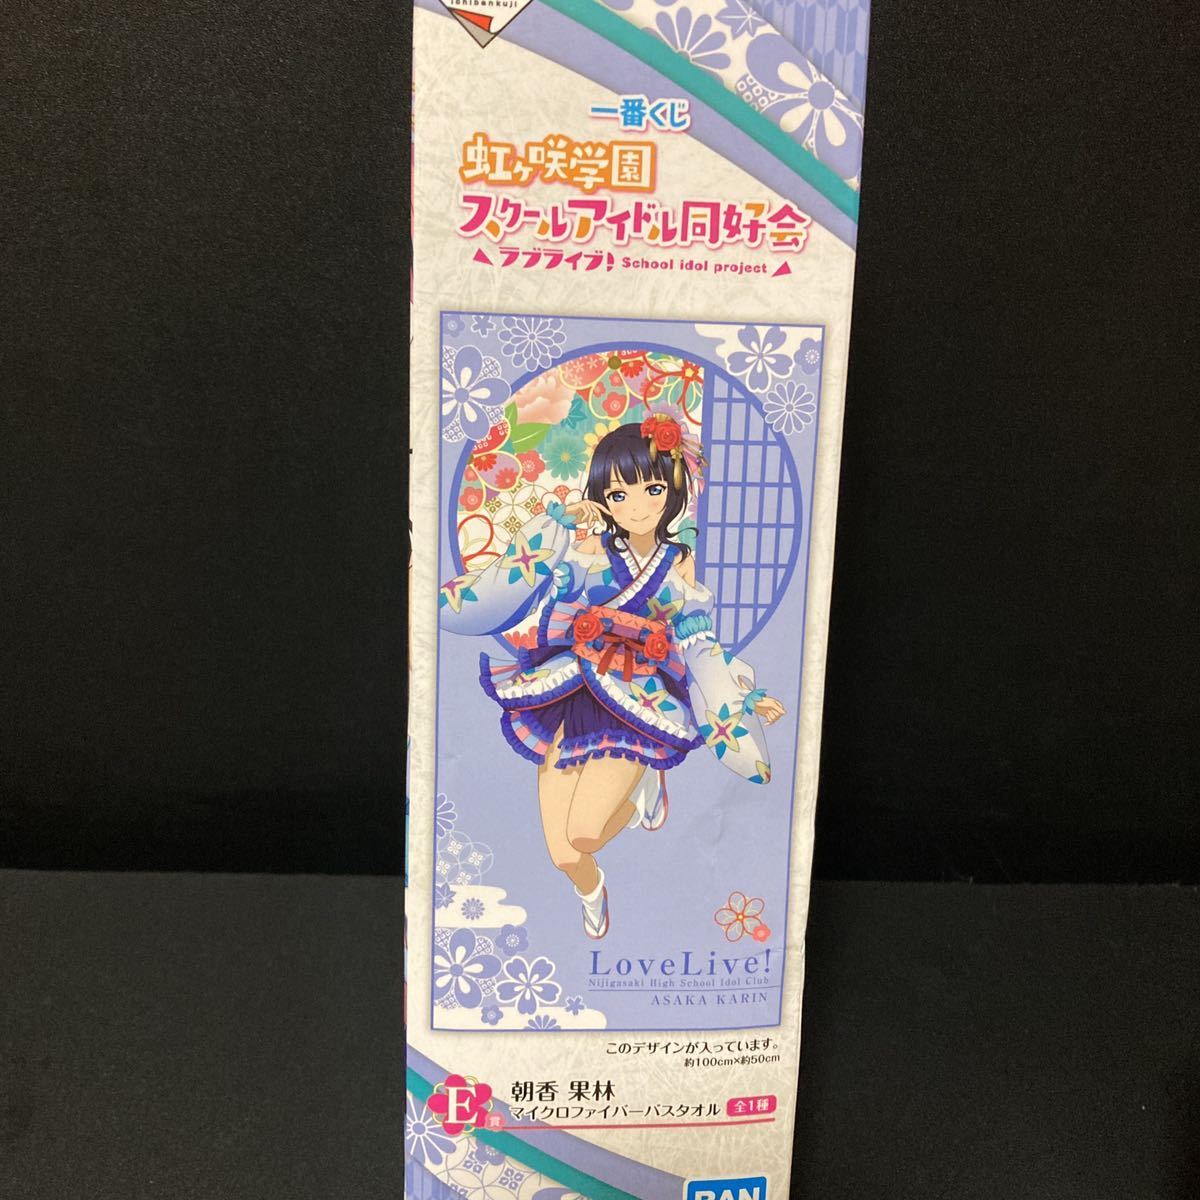 ichibankuji
一番くじ
虹ヶ咲学園
スクールアイドル同好会
ラブライブ! School idol project
LoveLive!
Nijigasaki High School Idol Club
ASAKA KARIN
このデザインが入っています。
約100cm×約50cm
E賞
朝香 果林
マイクロファイバーバスタオル 全1種
BAN